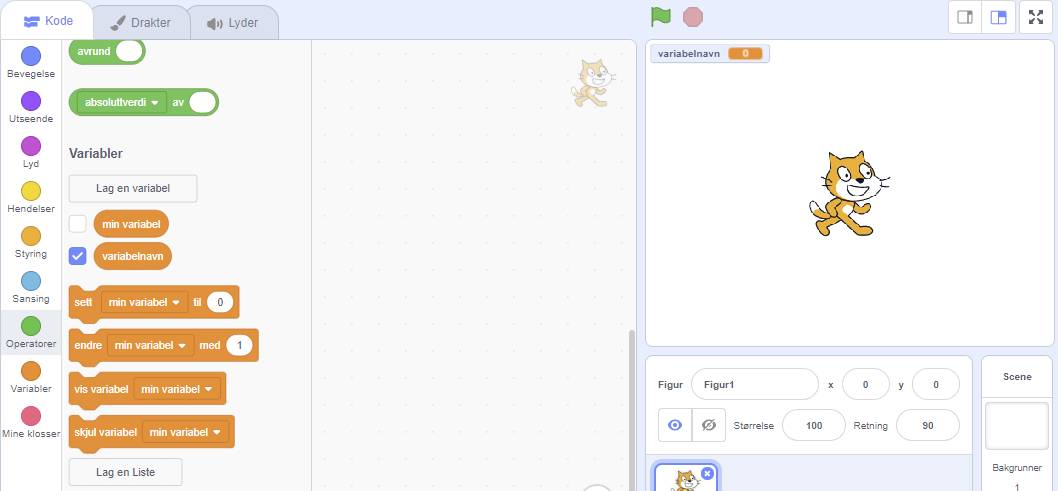 Kode
Drakter
Lyder
Bevegelse
Utseende
Lyd
Hendelser
Styring
Sansing
Operatorer
Variabler
Mine klosser
avrund
absoluttverdi av
Variabler
Lag en variabel
min variabel
variabelnavn
sett min variabel til 0
endre min variabel med 1
vis variabel min variabel
skjul variabel min variabel
Lag en Liste
variabelnavn 0
Figur Figur1 x 0 y 0
Størrelse 100 Retning 90
Scene
Bakgrunner
1